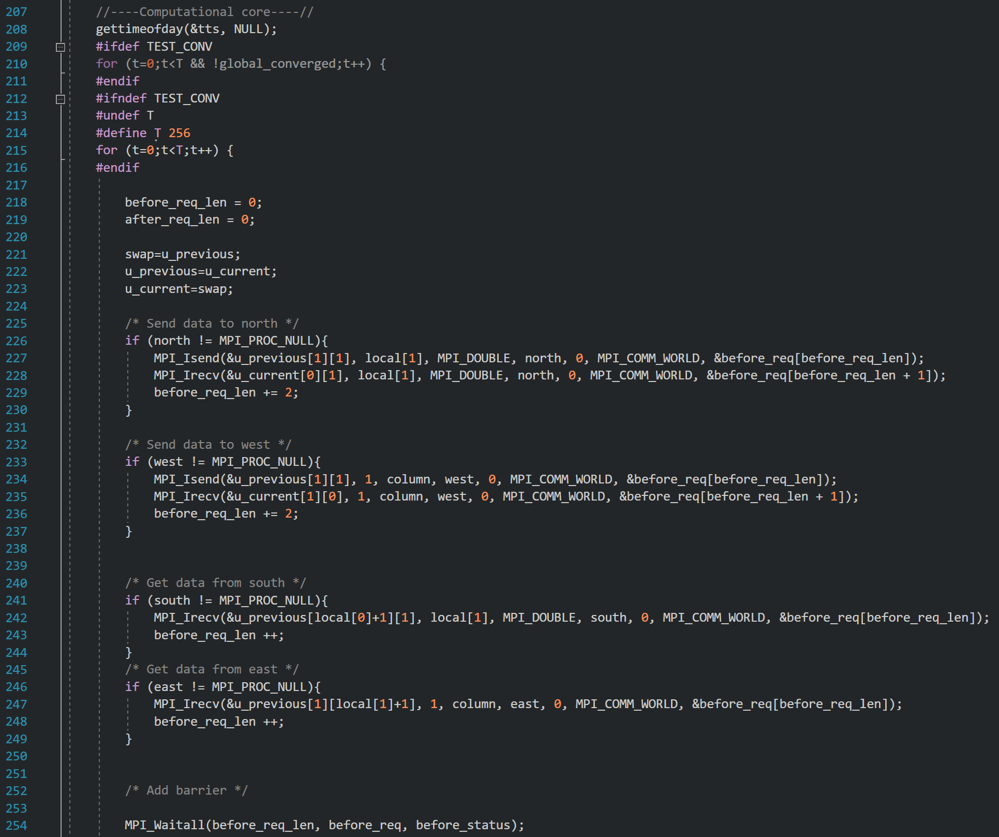 207 //----Computational core----//
208 gettimeofday(&tts, NULL);
209 #ifdef TEST_CONV
210 for (t=0;t<T && !global_converged;t++) {
211 #endif
212 #ifndef TEST_CONV
213 #undef T
214 #define T 256
215 for (t=0;t<T;t++) {
216 #endif
217
218 before_req_len = 0;
219 after_req_len = 0;
220
221 swap=u_previous;
222 u_previous=u_current;
223 u_current=swap;
224
225 /* Send data to north */
226 if (north != MPI_PROC_NULL){
227 MPI_Isend(&u_previous[1][1], local[1], MPI_DOUBLE, north, 0, MPI_COMM_WORLD, &before_req[before_req_len]);
228 MPI_Irecv(&u_current[0][1], local[1], MPI_DOUBLE, north, 0, MPI_COMM_WORLD, &before_req[before_req_len + 1]);
229 before_req_len += 2;
230 }
231
232 /* Send data to west */
233 if (west != MPI_PROC_NULL){
234 MPI_Isend(&u_previous[1][1], 1, column, west, 0, MPI_COMM_WORLD, &before_req[before_req_len]);
235 MPI_Irecv(&u_current[1][0], 1, column, west, 0, MPI_COMM_WORLD, &before_req[before_req_len + 1]);
236 before_req_len += 2;
237 }
238
239
240 /* Get data from south */
241 if (south != MPI_PROC_NULL){
242 MPI_Irecv(&u_previous[local[0]+1][1], local[1], MPI_DOUBLE, south, 0, MPI_COMM_WORLD, &before_req[before_req_len]);
243 before_req_len ++;
244 }
245 /* Get data from east */
246 if (east != MPI_PROC_NULL){
247 MPI_Irecv(&u_previous[1][local[1]+1], 1, column, east, 0, MPI_COMM_WORLD, &before_req[before_req_len]);
248 before_req_len ++;
249 }
250
251
252 /* Add barrier */
253
254 MPI_Waitall(before_req_len, before_req, before_status);